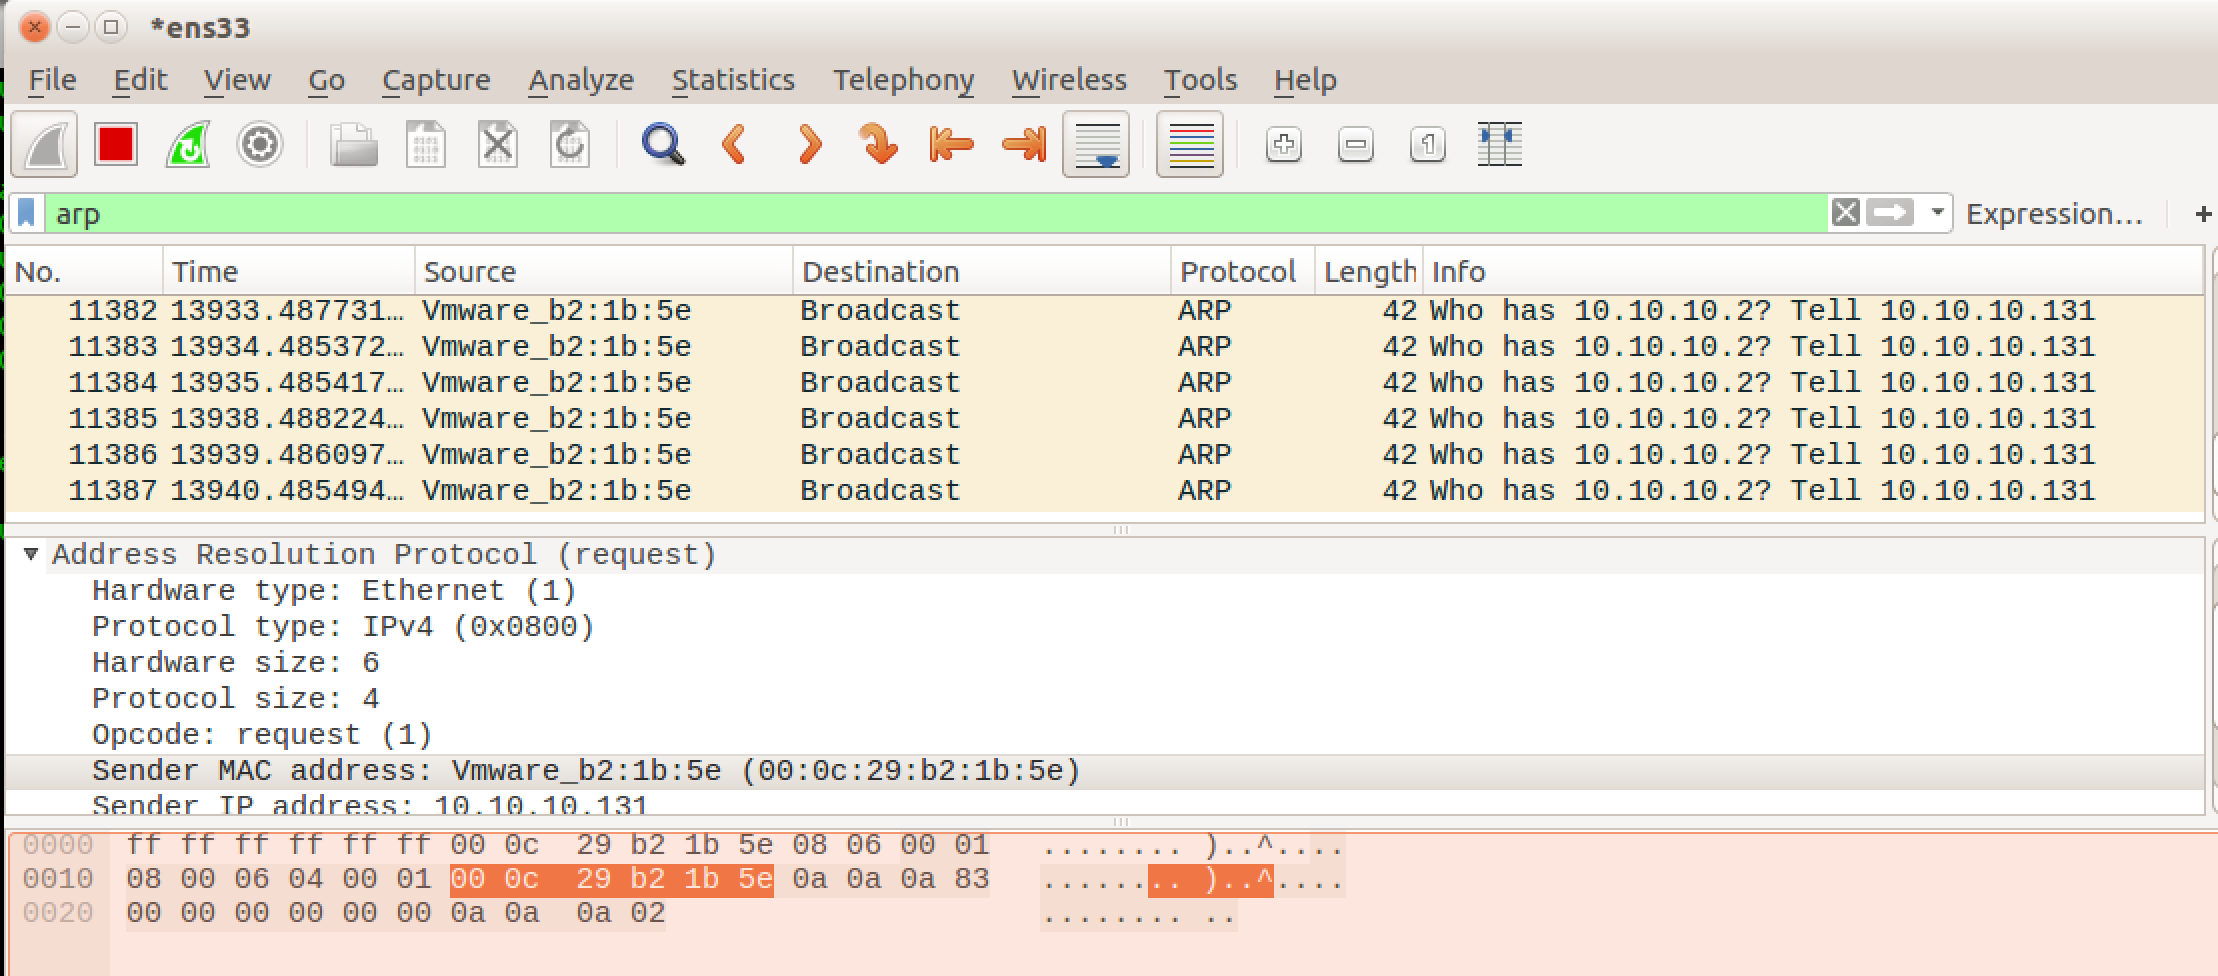 *ens33
File Edit View Go Capture Analyze Statistics Telephony Wireless Tools Help
arp Expression… +
No. Time Source Destination Protocol Length Info
11382 13933.487731… Vmware_b2:1b:5e Broadcast ARP 42 Who has 10.10.10.2? Tell 10.10.10.131
11383 13934.485372… Vmware_b2:1b:5e Broadcast ARP 42 Who has 10.10.10.2? Tell 10.10.10.131
11384 13935.485417… Vmware_b2:1b:5e Broadcast ARP 42 Who has 10.10.10.2? Tell 10.10.10.131
11385 13938.488224… Vmware_b2:1b:5e Broadcast ARP 42 Who has 10.10.10.2? Tell 10.10.10.131
11386 13939.486097… Vmware_b2:1b:5e Broadcast ARP 42 Who has 10.10.10.2? Tell 10.10.10.131
11387 13940.485494… Vmware_b2:1b:5e Broadcast ARP 42 Who has 10.10.10.2? Tell 10.10.10.131
Address Resolution Protocol (request)
Hardware type: Ethernet (1)
Protocol type: IPv4 (0x0800)
Hardware size: 6
Protocol size: 4
Opcode: request (1)
Sender MAC address: Vmware_b2:1b:5e (00:0c:29:b2:1b:5e)
Sender IP address: 10.10.10.131
0000 ff ff ff ff ff ff 00 0c 29 b2 1b 5e 08 06 00 01 ........ )..^....
0010 08 00 06 04 00 01 00 0c 29 b2 1b 5e 0a 0a 0a 83 ........ )..^....
0020 00 00 00 00 00 00 0a 0a 0a 02 ........ ..